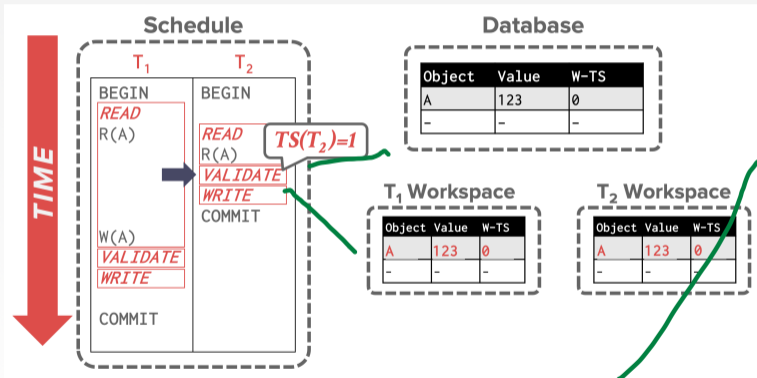 Schedule
T₁ T₂
BEGIN
READ
R(A)
W(A)
VALIDATE
WRITE
COMMIT
BEGIN
READ
R(A)
VALIDATE
WRITE
COMMIT
TS(T₂)=1
TIME
Database
Object Value W-TS
A 123 0
- - -
T₁ Workspace
Object Value W-TS
A 123 0
- - -
T₂ Workspace
Object Value W-TS
A 123 0
- - -